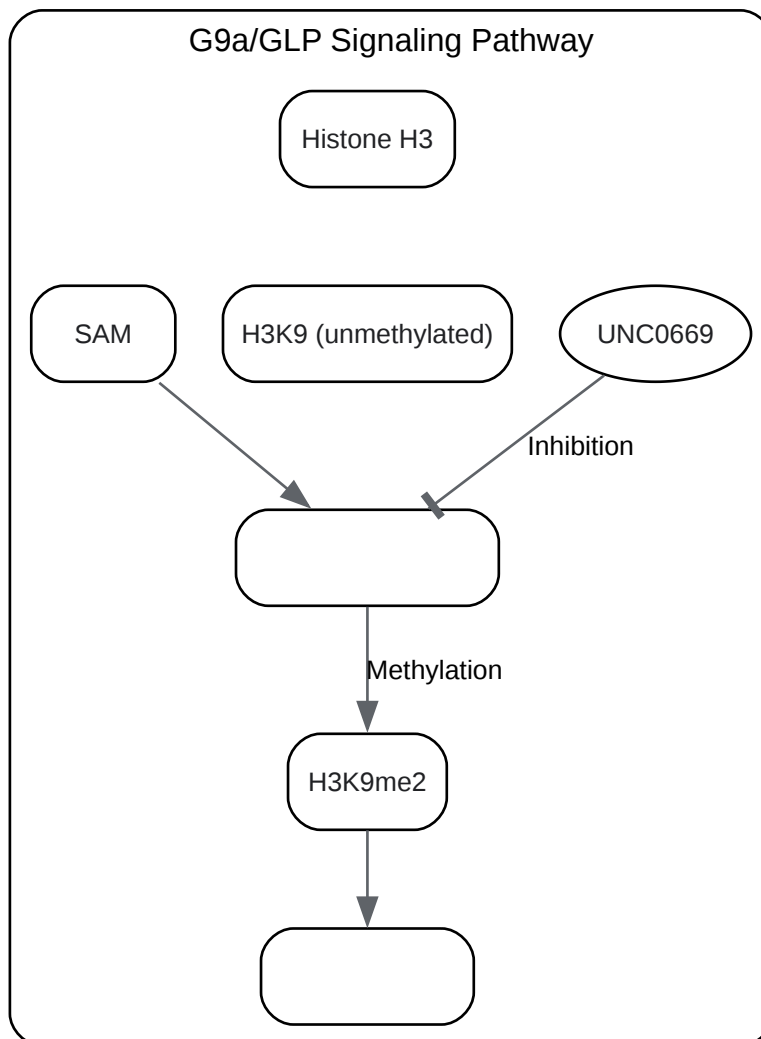 G9a/GLP Signaling Pathway
Histone H3
SAM
H3K9 (unmethylated)
UNC0669
Inhibition
Methylation
H3K9me2